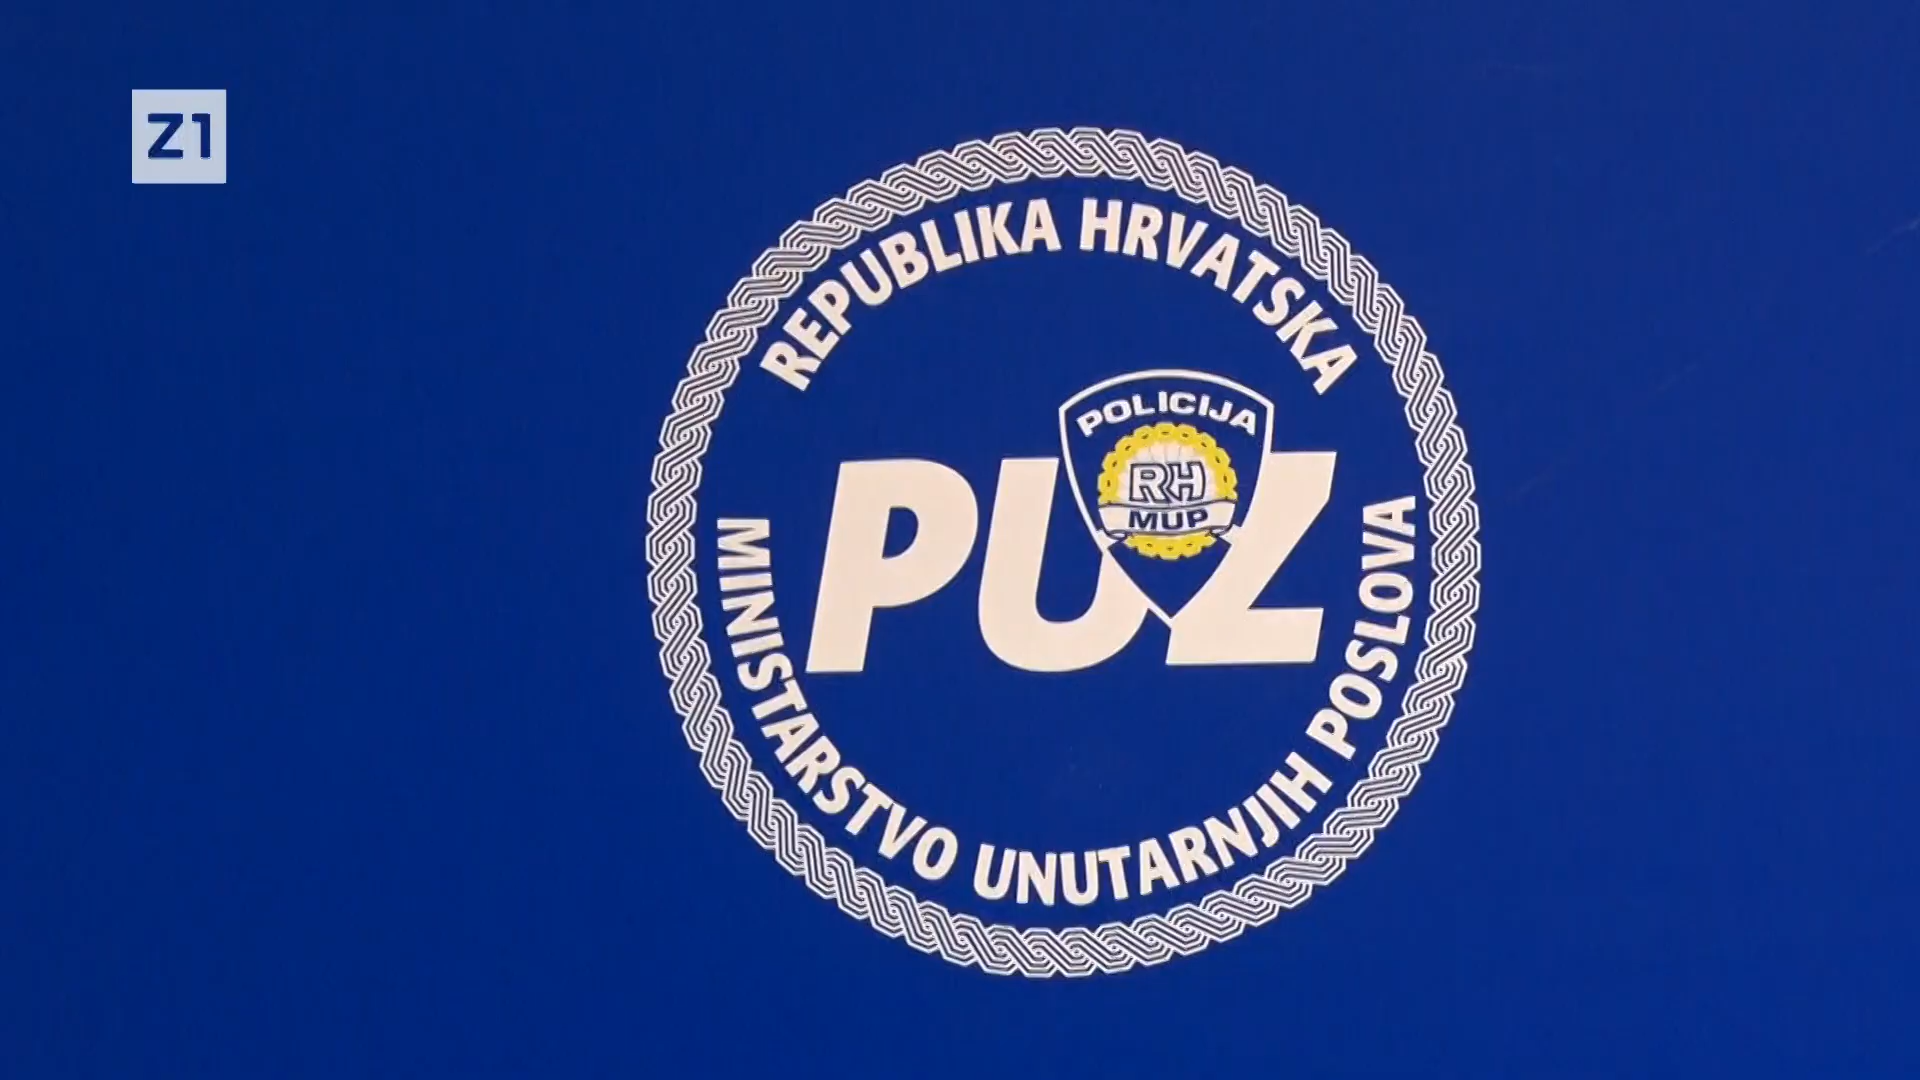 Z1
REPUBLIKA HRVATSKA
POLICIJA
RH
MUP
PUZ
MINISTARSTVO UNUTARNJIH POSLOVA